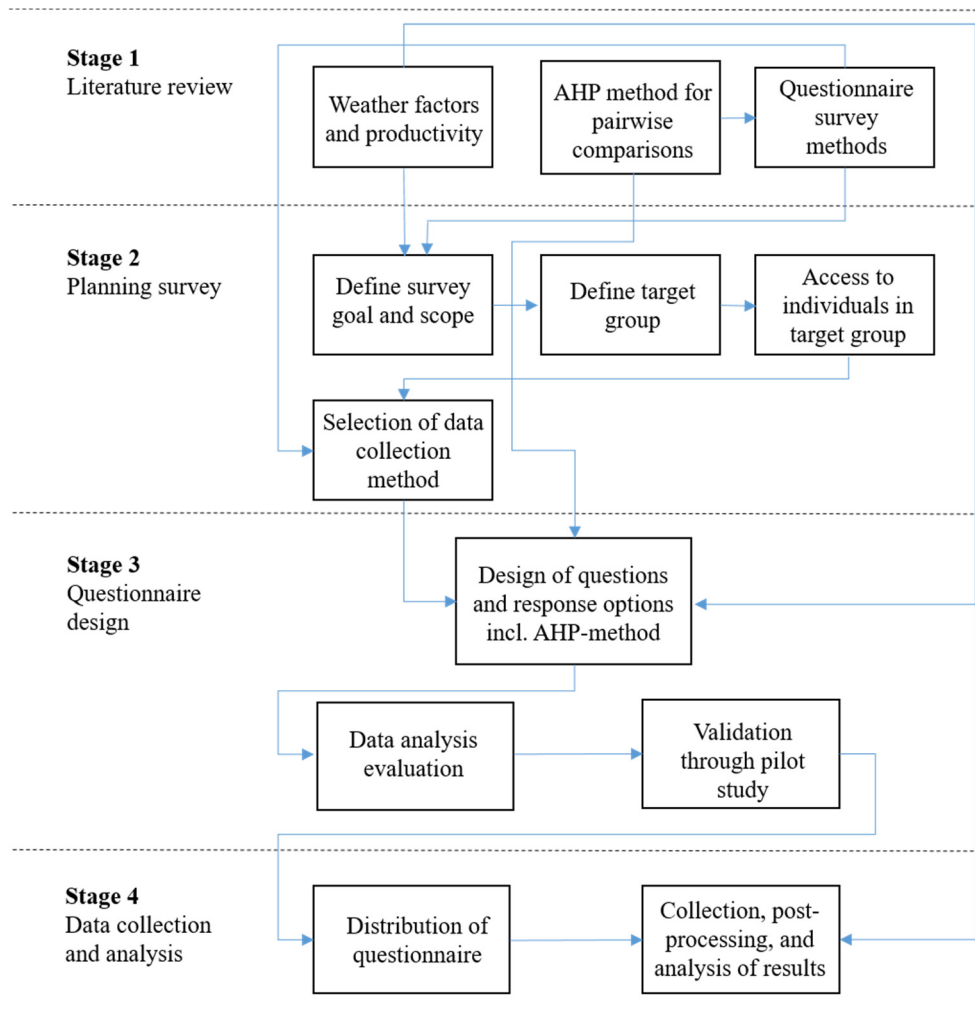 Stage 1
Literature review
Weather factors
and productivity
AHP method for
pairwise
comparisons
Questionnaire
survey
methods
Stage 2
Planning survey
Define survey
goal and scope
Define target
group
Access to
individuals in
target group
Selection of data
collection
method
Stage 3
Questionnaire
design
Design of questions
and response options
incl. AHP-method
Data analysis
evaluation
Validation
through pilot
study
Stage 4
Data collection
and analysis
Distribution of
questionnaire
Collection, post-
processing, and
analysis of results